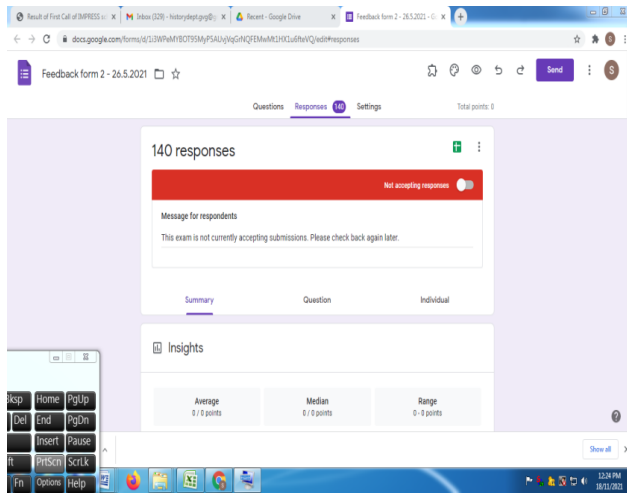 Result of First Call of IMPRESS sc
Inbox (329) - historydept.gvg@g
Recent - Google Drive
Feedback form 2 - 26.5.2021 - Go
docs.google.com/forms/
Feedback form 2 - 26.5.2021
Send
S
Questions Responses 140 Settings
Total points: 0
140 responses
Not accepting responses
Message for respondents
This exam is not currently accepting submissions. Please check back again later.
Summary Question Individual
Insights
Average Median Range
0 / 0 points 0 / 0 points 0 - 0 points
Bksp Home PgUp
Del End PgDn
Insert Pause
ft PrtScn ScrLk
Fn Options Help
Show all
12:24 PM
18/11/2021